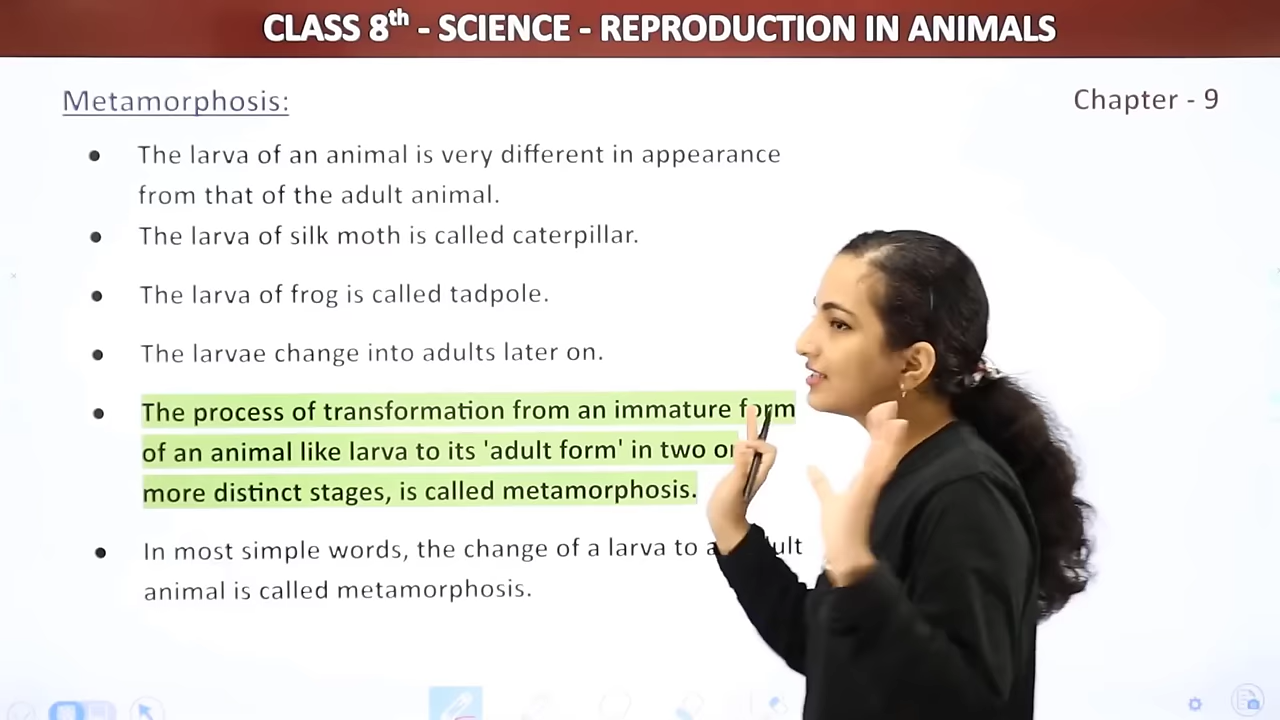 CLASS 8th - SCIENCE - REPRODUCTION IN ANIMALS
Metamorphosis:
Chapter - 9
● The larva of an animal is very different in appearance
from that of the adult animal.
● The larva of silk moth is called caterpillar.
● The larva of frog is called tadpole.
● The larvae change into adults later on.
● The process of transformation from an immature form
of an animal like larva to its 'adult form' in two or
more distinct stages, is called metamorphosis.
● In most simple words, the change of a larva to
animal is called metamorphosis.